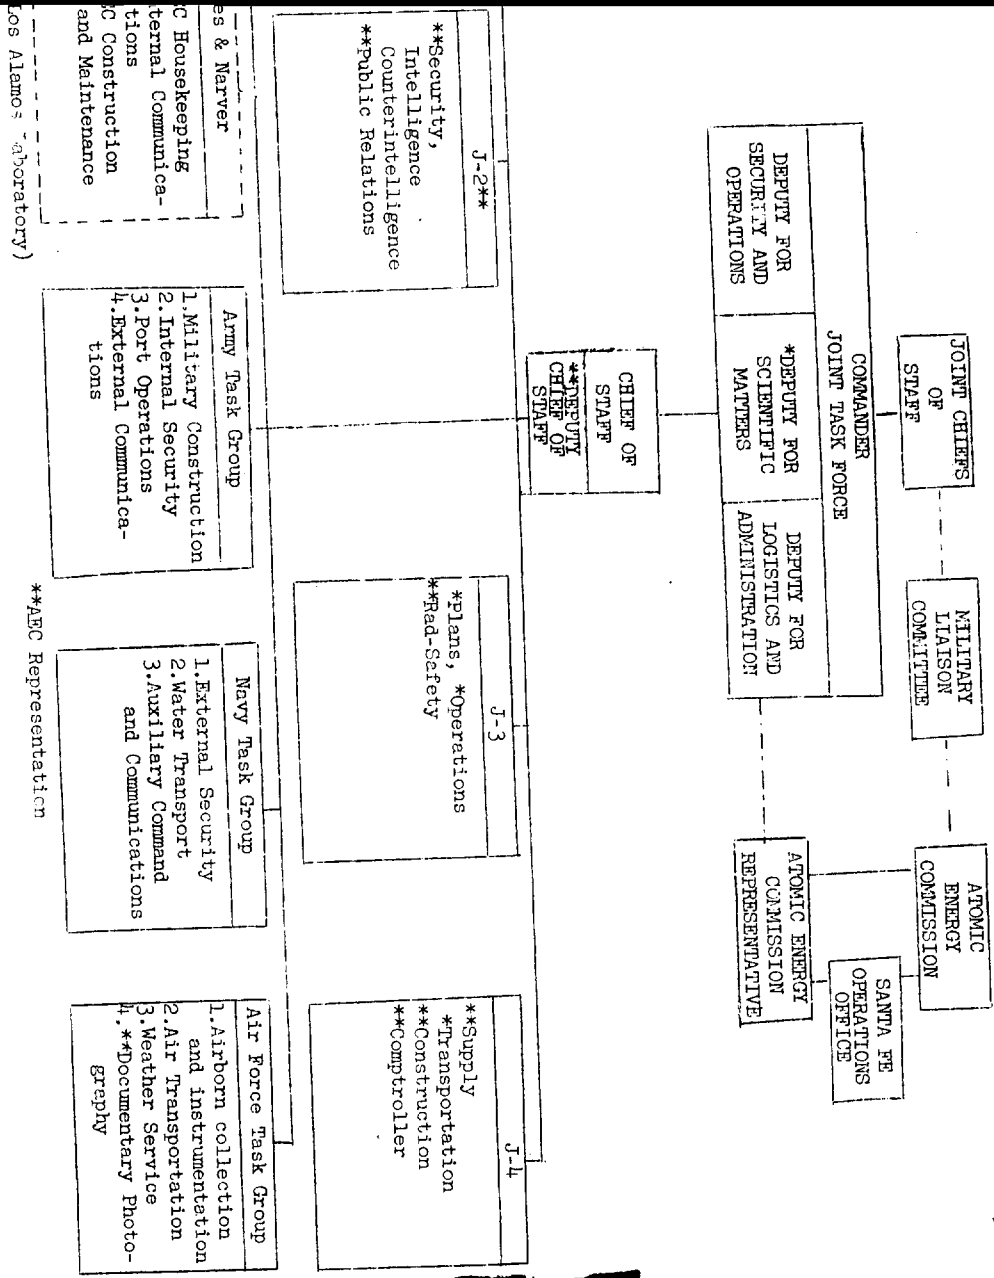 JOINT CHIEFS
OF
STAFF
MILITARY
LIAISON
COMMITTEE
ATOMIC
ENERGY
COMMISSION
SANTA FE
OPERATIONS
OFFICE
COMMANDER
JOINT TASK FORCE
DEPUTY FOR
SECURITY AND
OPERATIONS
*DEPUTY FOR
SCIENTIFIC
MATTERS
DEPUTY FOR
LOGISTICS AND
ADMINISTRATION
ATOMIC ENERGY
COMMISSION
REPRESENTATIVE
CHIEF OF
STAFF
**DEPUTY
CHIEF OF
STAFF
J-2**
**Security,
Intelligence
Counterintelligence
**Public Relations
J-3
*Plans, *Operations
**Rad-Safety
J-4
**Supply
*Transportation
**Construction
**Comptroller
es & Narver
C Housekeeping
ternal Communica-
tions
C Construction
and Maintenance
Army Task Group
1.Military Construction
2.Internal Security
3.Port Operations
4.External Communica-
tions
Navy Task Group
1.External Security
2.Water Transport
3.Auxiliary Command
and Communications
Air Force Task Group
1.Airborn collection
and instrumentation
2.Air Transportation
3.Weather Service
4.**Documentary Photo-
graphy
Los Alamos Laboratory)
**AEC Representation